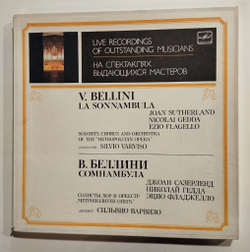 LIVE RECORDINGS
OF OUTSTANDING MUSICIANS
НА СПЕКТАКЛЯХ
ВЫДАЮЩИХСЯ МАСТЕРОВ
V. BELLINI
LA SONNAMBULA
JOAN SUTHERLAND
NICOLAI GEDDA
EZIO FLAGELLO
SOLOISTS, CHORUS AND ORCHESTRA
OF THE "METROPOLITAN OPERA"
SILVIO VARVISO
В. БЕЛЛИНИ
СОМНАМБУЛА
ДЖОАН САЗЕРЛЕНД
НИКОЛАЙ ГЕДДА
ЭЦИО ФЛАДЖЕЛЛО
СОЛИСТЫ, ХОР И ОРКЕСТР
"МЕТРОПОЛИТЕН ОПЕРА"
ДИРИЖЕР СИЛЬВИО ВАРВИЗО